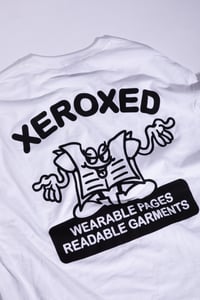 XEROXED
WEARABLE PAGES
READABLE GARMENTS